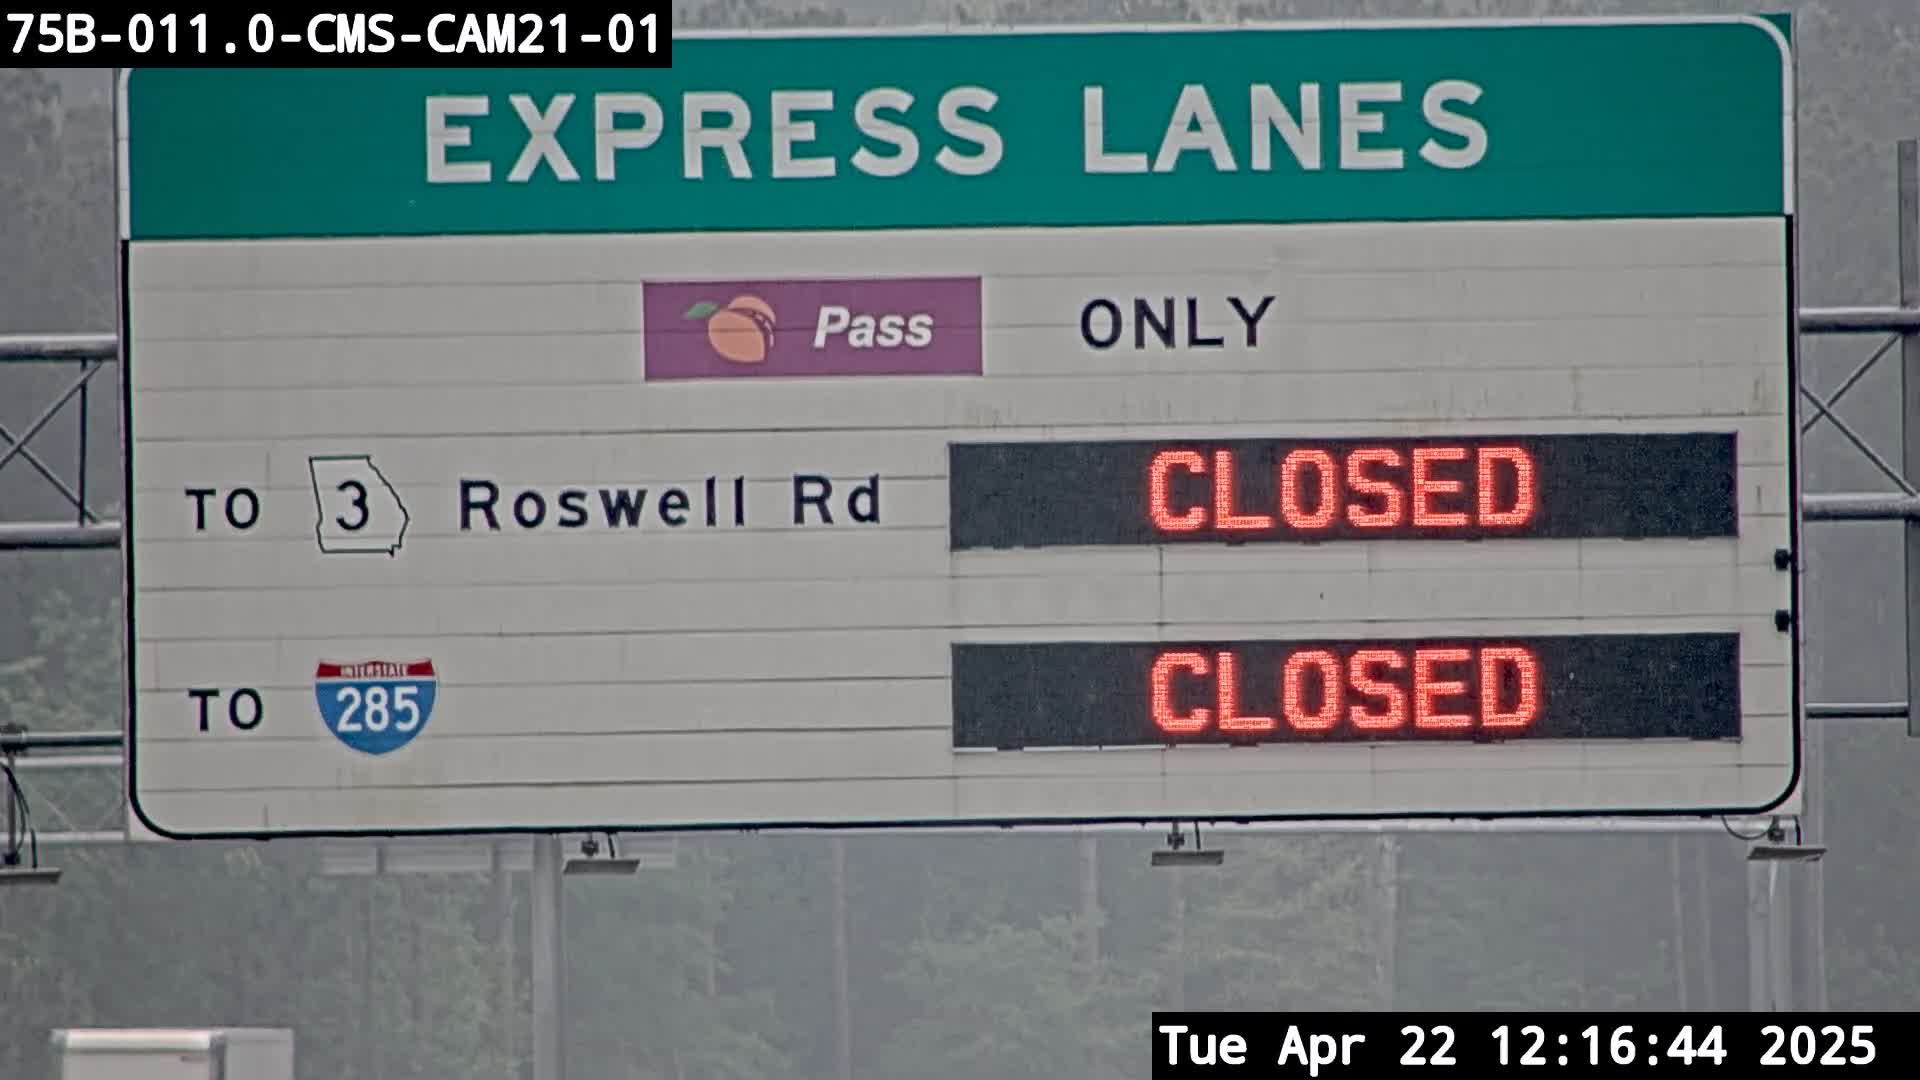 75B-011.0-CMS-CAM21-01
EXPRESS LANES
Pass ONLY
TO 3 Roswell Rd CLOSED
INTERSTATE
TO 285 CLOSED
Tue Apr 22 12:16:44 2025